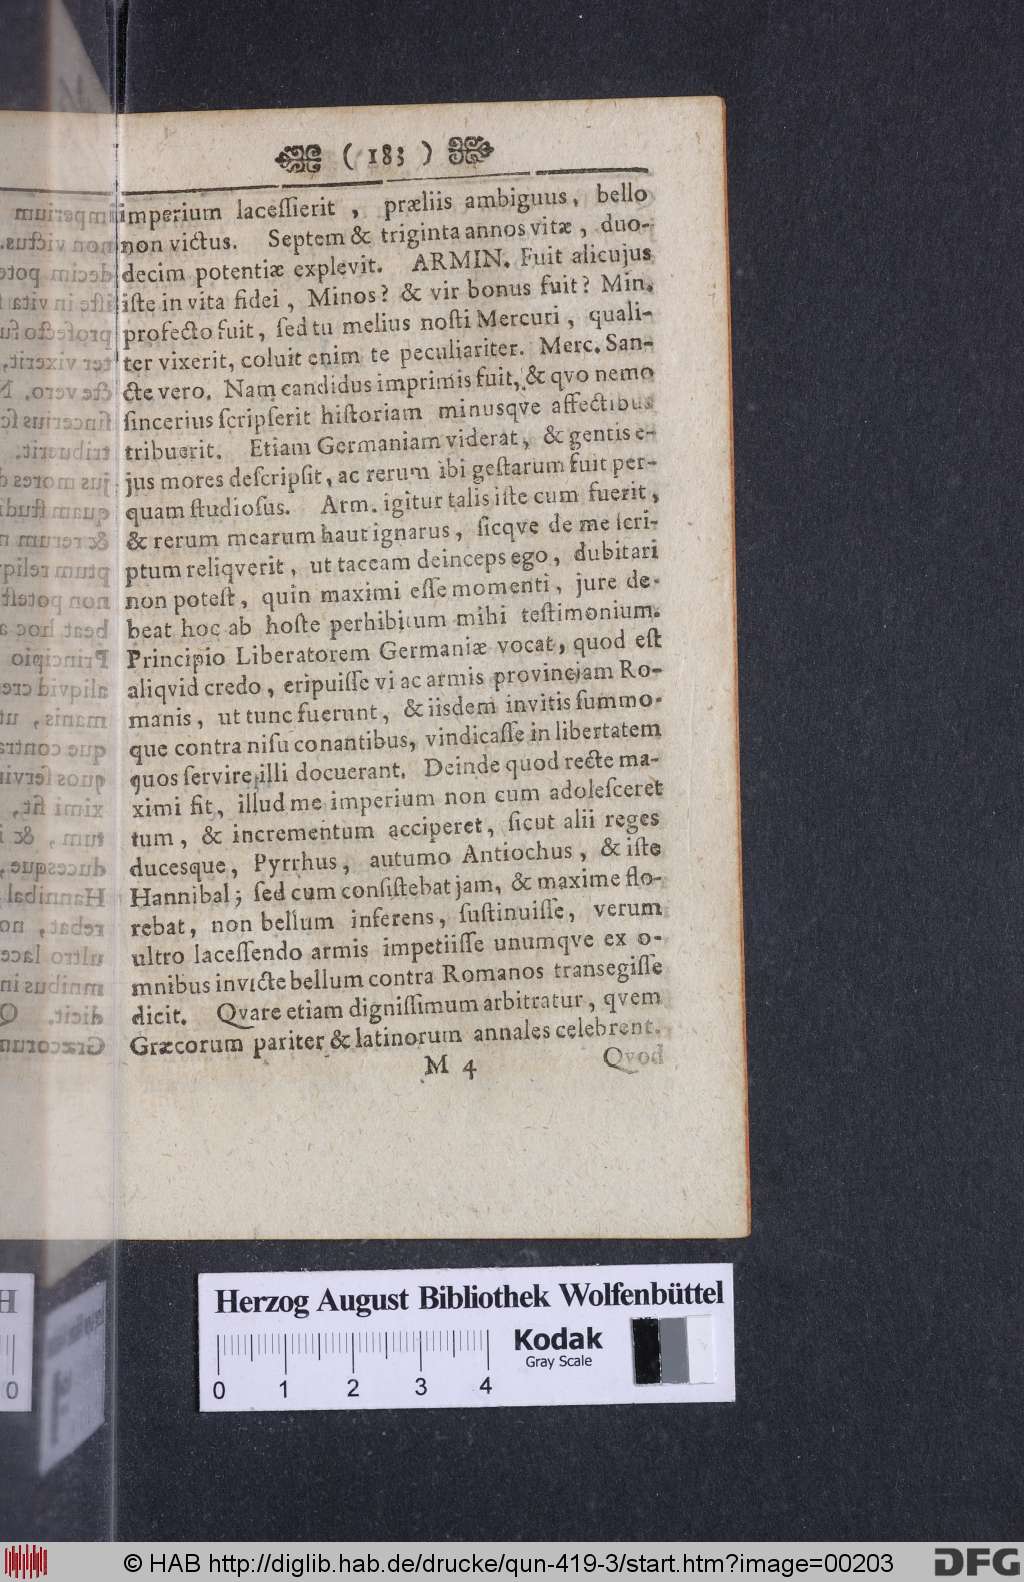 ( 183 )
imperium laceſſierit , præliis ambiguus, bello
non victus. Septem & triginta annos vitæ, duo-
decim potentiæ explevit. ARMIN. Fuit alicujus
iſte in vita fidei, Minos? & vir bonus fuit? Min.
profecto fuit, ſed tu melius noſti Mercuri, quali-
ter vixerit, coluit enim te peculiariter. Merc. San-
cte vero. Nam candidus imprimis fuit, & qvo nemo
ſincerius ſcripſerit hiſtoriam minusqve affectibus
tribuerit. Etiam Germaniam viderat, & gentis e-
jus mores deſcripſit, ac rerum ibi geſtarum fuit per-
quam ſtudioſus. Arm. igitur talis iſte cum fuerit,
& rerum mearum haut ignarus, ſicqve de me ſcri-
ptum reliqverit, ut taceam deinceps ego, dubitari
non poteſt, quin maximi eſſe momenti, jure de-
beat hoc ab hoſte perhibitum mihi teſtimonium.
Principio Liberatorem Germaniæ vocat, quod eſt
aliqvid credo, eripuiſſe vi ac armis provinciam Ro-
manis, ut tunc fuerunt, & iisdem invitis ſummo-
que contra niſu conantibus, vindicaſſe in libertatem
quos ſervire illi docuerant. Deinde quod recte ma-
ximi fit, illud me imperium non cum adoleſceret
tum, & incrementum acciperet, ſicut alii reges
ducesque, Pyrrhus, autumo Antiochus, & iſte
Hannibal; ſed cum conſiſtebat jam, & maxime flo-
rebat, non bellum inferens, ſuſtinuiſſe, verum
ultro laceſſendo armis impetiiſſe unumqve ex o-
mnibus invicte bellum contra Romanos transegiſſe
dicit. Qvare etiam digniſſimum arbitratur, qvem
Græcorum pariter & latinorum annales celebrent.
M 4 Qvod
Herzog August Bibliothek Wolfenbüttel
Kodak
Gray Scale
0 1 2 3 4
© HAB http://diglib.hab.de/drucke/qun-419-3/start.htm?image=00203
DFG